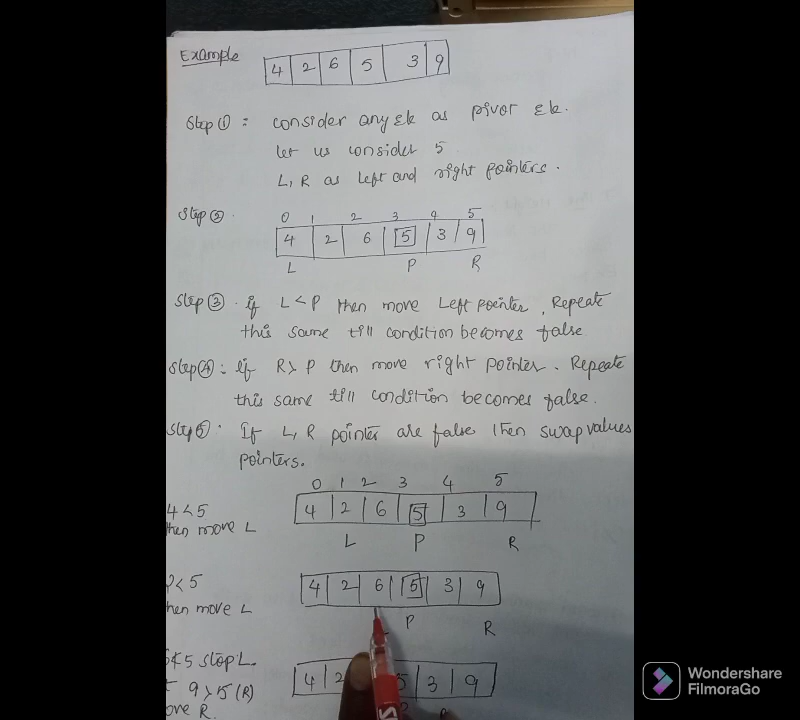 Example
4 2 6 5 3 9
Step ① : consider any Ele as pivot Ele.
let us consider 5
L, R as left and right pointers.
Step ②.
0 1 2 3 4 5
4 2 6 5 3 9
L P R
Step ③. if L < P then move Left pointer. Repeat
this same till condition becomes false
Step ④ : if R > P then move right pointer. Repeate
this same till condition becomes false.
Step ⑤. If L, R pointer are false then swap values
pointers.
0 1 2 3 4 5
4 2 6 5 3 9
4 < 5
then move L
L P R
4 2 6 5 3 9
< 5
hen move L
P R
≮ 5 stop L.
4 2 5 3 9
9 > 5 (R)
ove R.
Wondershare
FilmoraGo